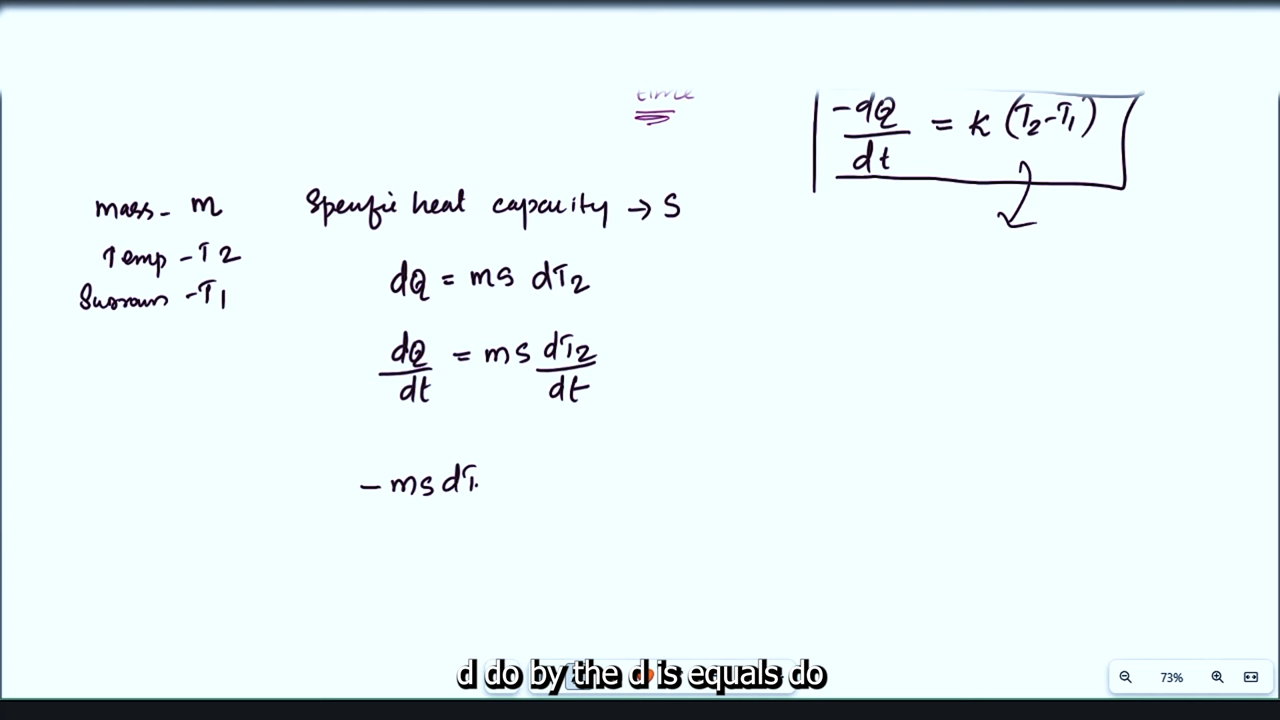 time
-dQ/dt = K (T2-T1)
mass - m Specific heat capacity → S
Temp - T2
- T1
dQ = ms dT2
dQ/dt = ms dT2/dt
- ms dT
d do by the d is equals do
73%